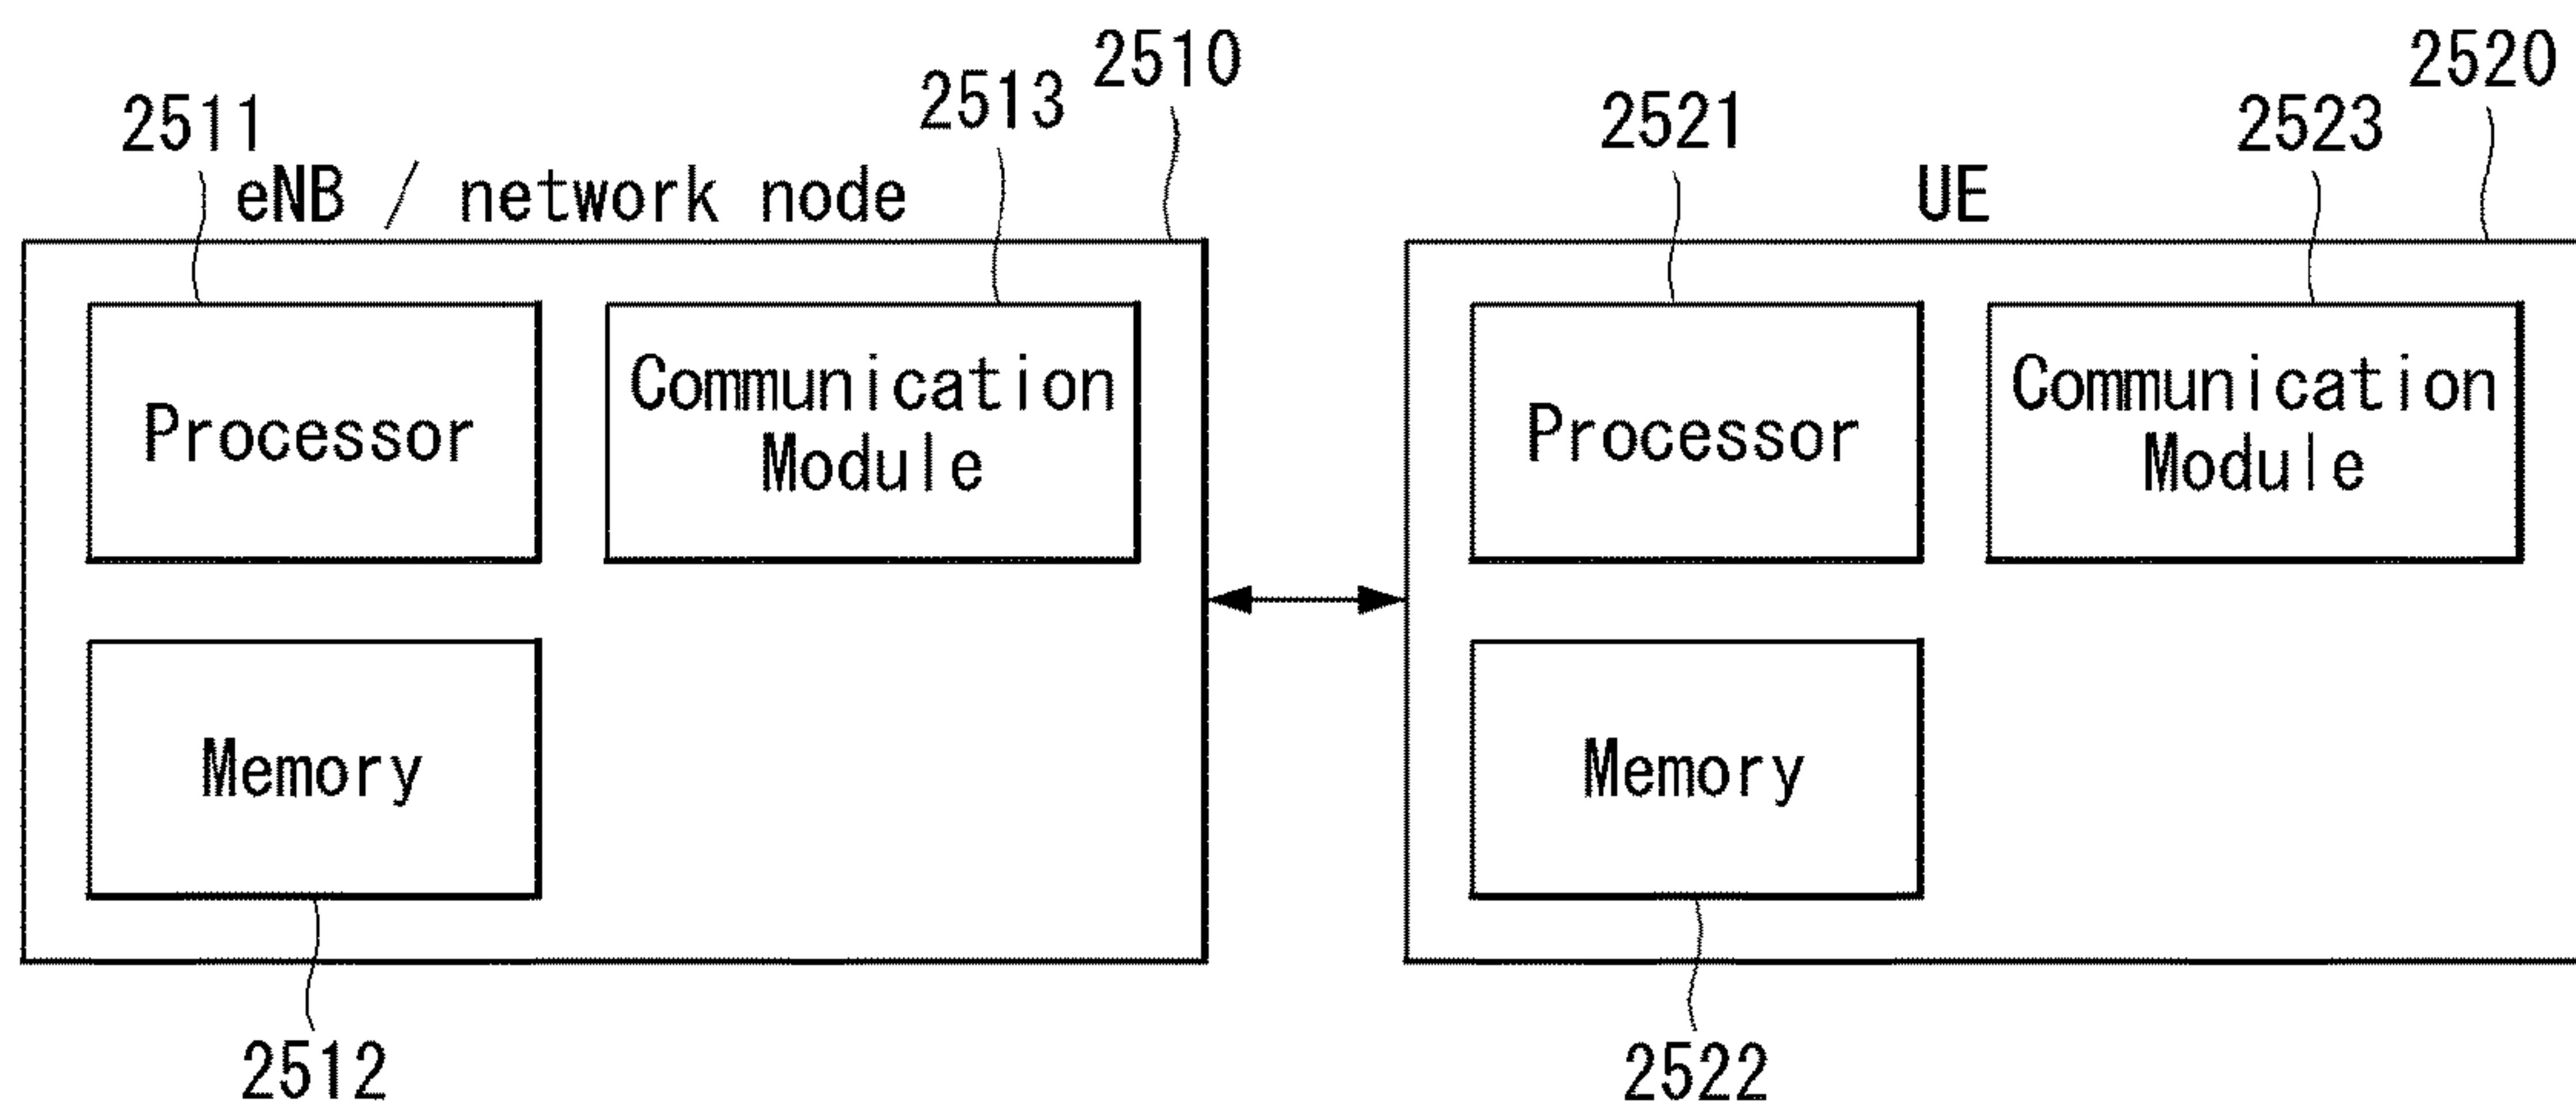 2510
2520
2513
2511
2521
2523
eNB / network node
UE
Processor
Communication
Module
Processor
Communication
Module
Memory
Memory
2512
2522